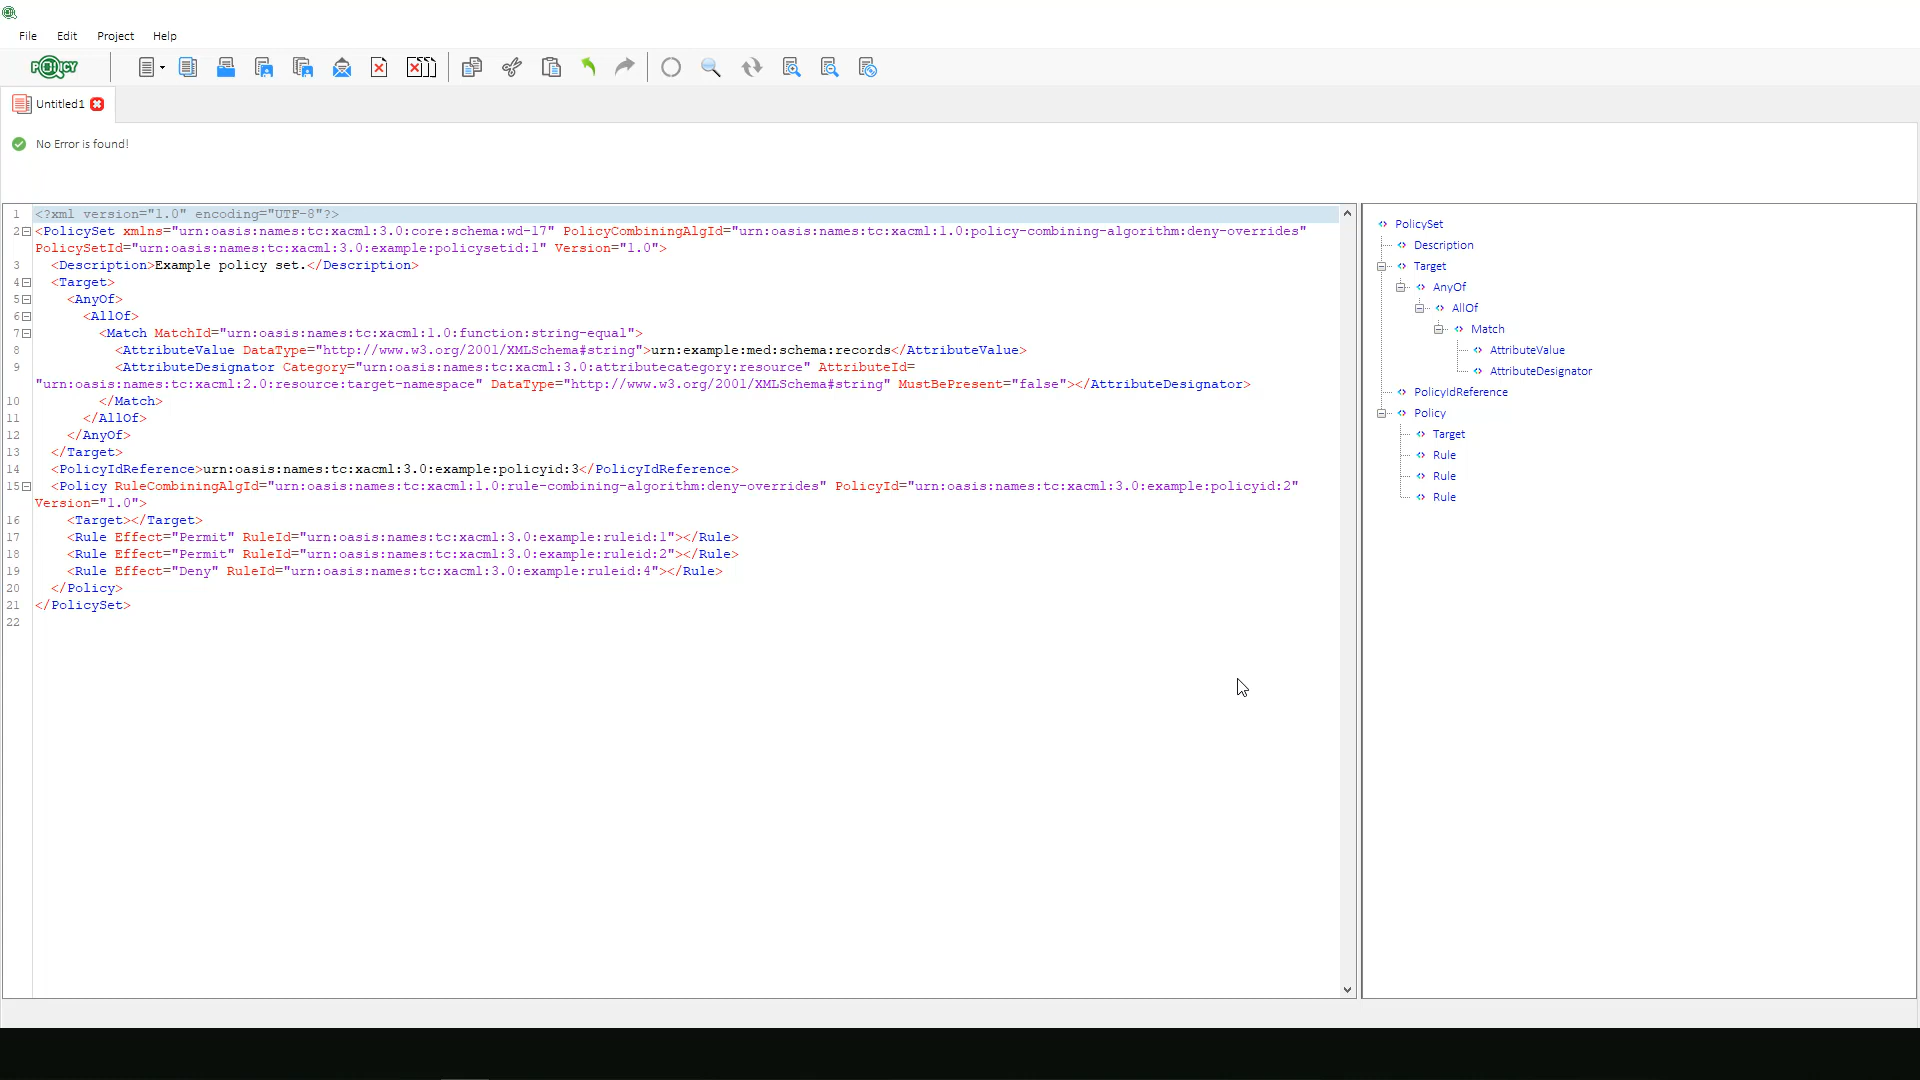 File Edit Project Help
POLICY
Untitled1
No Error is found!
1 <?xml version="1.0" encoding="UTF-8"?>
2 <PolicySet xmlns="urn:oasis:names:tc:xacml:3.0:core:schema:wd-17" PolicyCombiningAlgId="urn:oasis:names:tc:xacml:1.0:policy-combining-algorithm:deny-overrides"
PolicySetId="urn:oasis:names:tc:xacml:3.0:example:policysetid:1" Version="1.0">
3 <Description>Example policy set.</Description>
4 <Target>
5 <AnyOf>
6 <AllOf>
7 <Match MatchId="urn:oasis:names:tc:xacml:1.0:function:string-equal">
8 <AttributeValue DataType="http://www.w3.org/2001/XMLSchema#string">urn:example:med:schema:records</AttributeValue>
9 <AttributeDesignator Category="urn:oasis:names:tc:xacml:3.0:attributecategory:resource" AttributeId=
"urn:oasis:names:tc:xacml:2.0:resource:target-namespace" DataType="http://www.w3.org/2001/XMLSchema#string" MustBePresent="false"></AttributeDesignator>
10 </Match>
11 </AllOf>
12 </AnyOf>
13 </Target>
14 <PolicyIdReference>urn:oasis:names:tc:xacml:3.0:example:policyid:3</PolicyIdReference>
15 <Policy RuleCombiningAlgId="urn:oasis:names:tc:xacml:1.0:rule-combining-algorithm:deny-overrides" PolicyId="urn:oasis:names:tc:xacml:3.0:example:policyid:2"
Version="1.0">
16 <Target></Target>
17 <Rule Effect="Permit" RuleId="urn:oasis:names:tc:xacml:3.0:example:ruleid:1"></Rule>
18 <Rule Effect="Permit" RuleId="urn:oasis:names:tc:xacml:3.0:example:ruleid:2"></Rule>
19 <Rule Effect="Deny" RuleId="urn:oasis:names:tc:xacml:3.0:example:ruleid:4"></Rule>
20 </Policy>
21 </PolicySet>
22
PolicySet
Description
Target
AnyOf
AllOf
Match
AttributeValue
AttributeDesignator
PolicyIdReference
Policy
Target
Rule
Rule
Rule